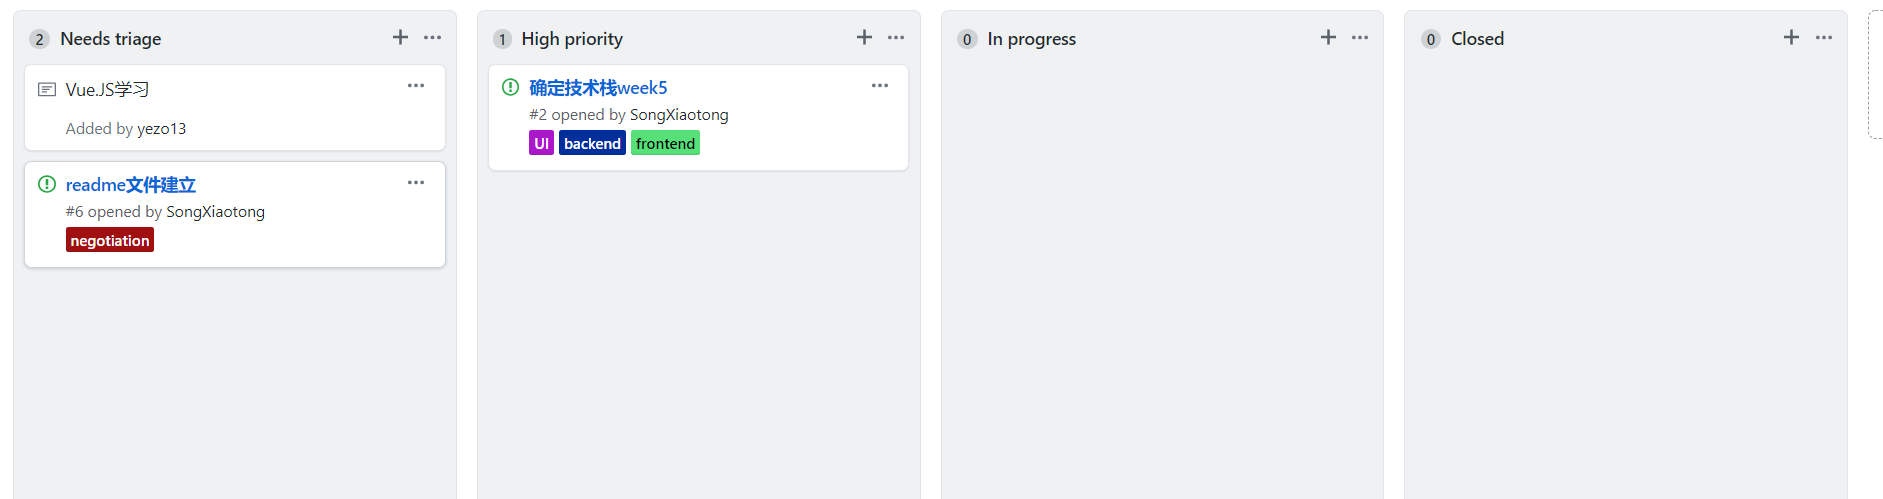 2 Needs triage
Vue.JS学习
Added by yezo13
readme文件建立
#6 opened by SongXiaotong
negotiation
1 High priority
确定技术栈week5
#2 opened by SongXiaotong
UI backend frontend
0 In progress
0 Closed